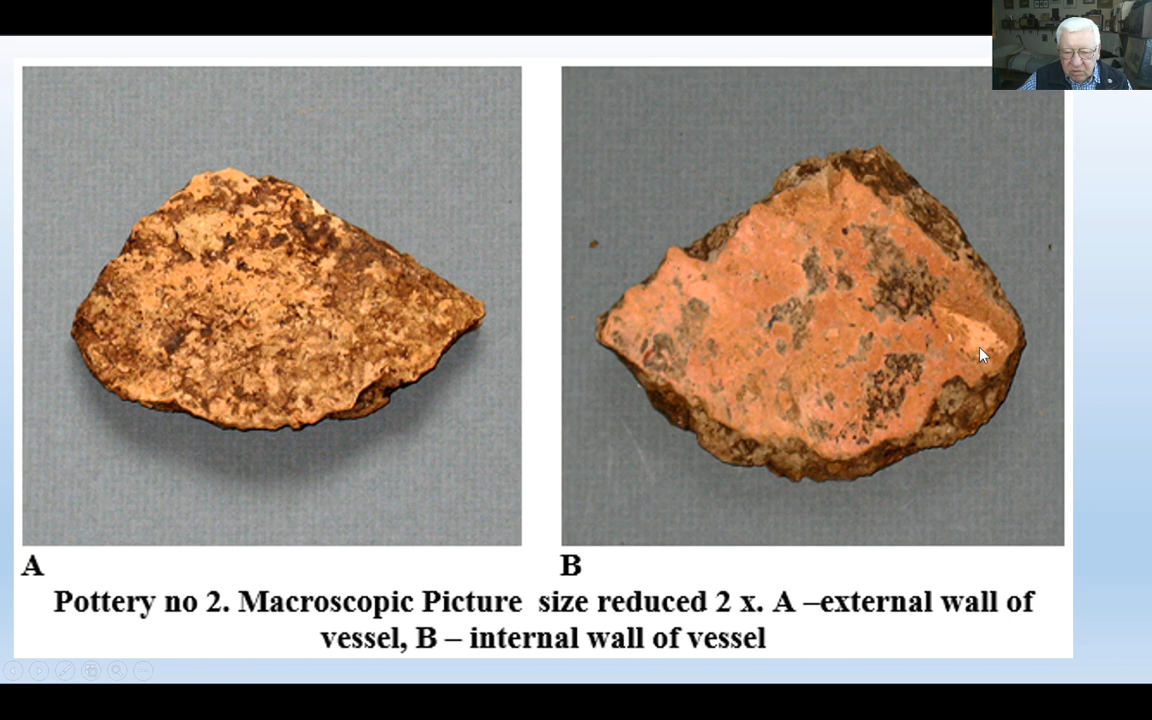 A
B
Pottery no 2. Macroscopic Picture  size reduced 2 x. A –external wall of
vessel, B – internal wall of vessel